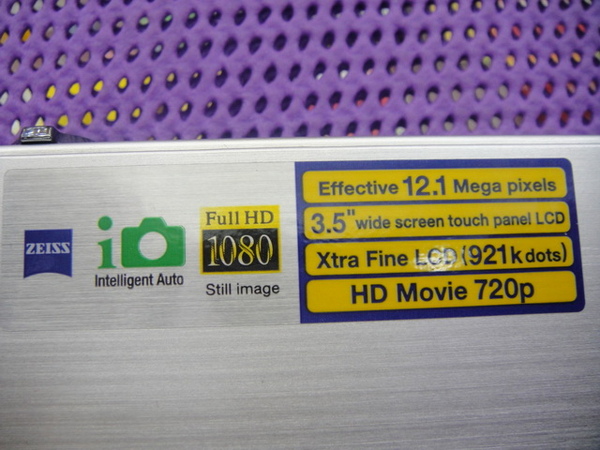 ZEISS
i
Intelligent Auto
Full HD
1080
Still image
Effective 12.1 Mega pixels
3.5" wide screen touch panel LCD
Xtra Fine LCD (921k dots)
HD Movie 720p